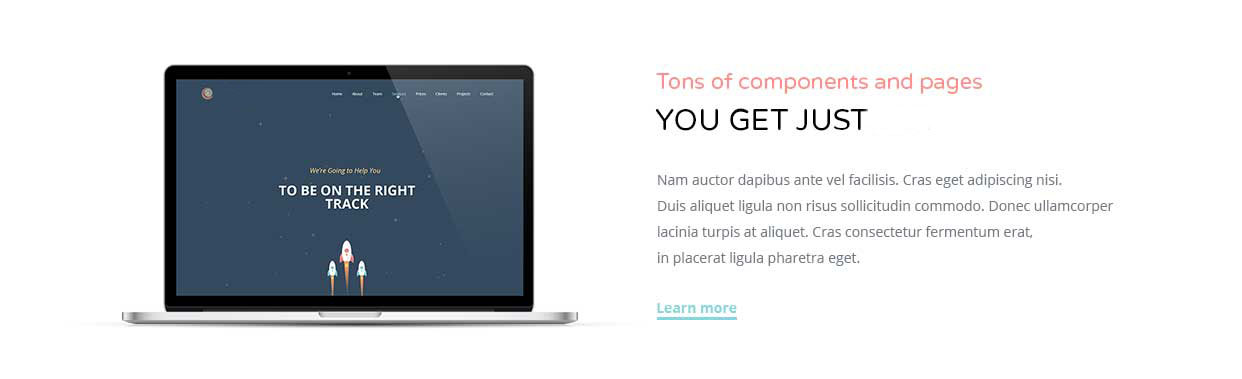 Home About Team Services Prices Clients Projects Contact
We're Going to Help You
TO BE ON THE RIGHT
TRACK
Tons of components and pages
YOU GET JUST
Nam auctor dapibus ante vel facilisis. Cras eget adipiscing nisi.
Duis aliquet ligula non risus sollicitudin commodo. Donec ullamcorper
lacinia turpis at aliquet. Cras consectetur fermentum erat,
in placerat ligula pharetra eget.
Learn more